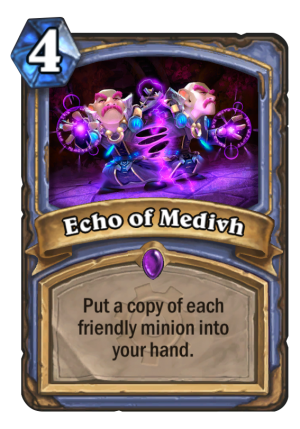 4
Echo of Medivh
Put a copy of each
friendly minion into
your hand.